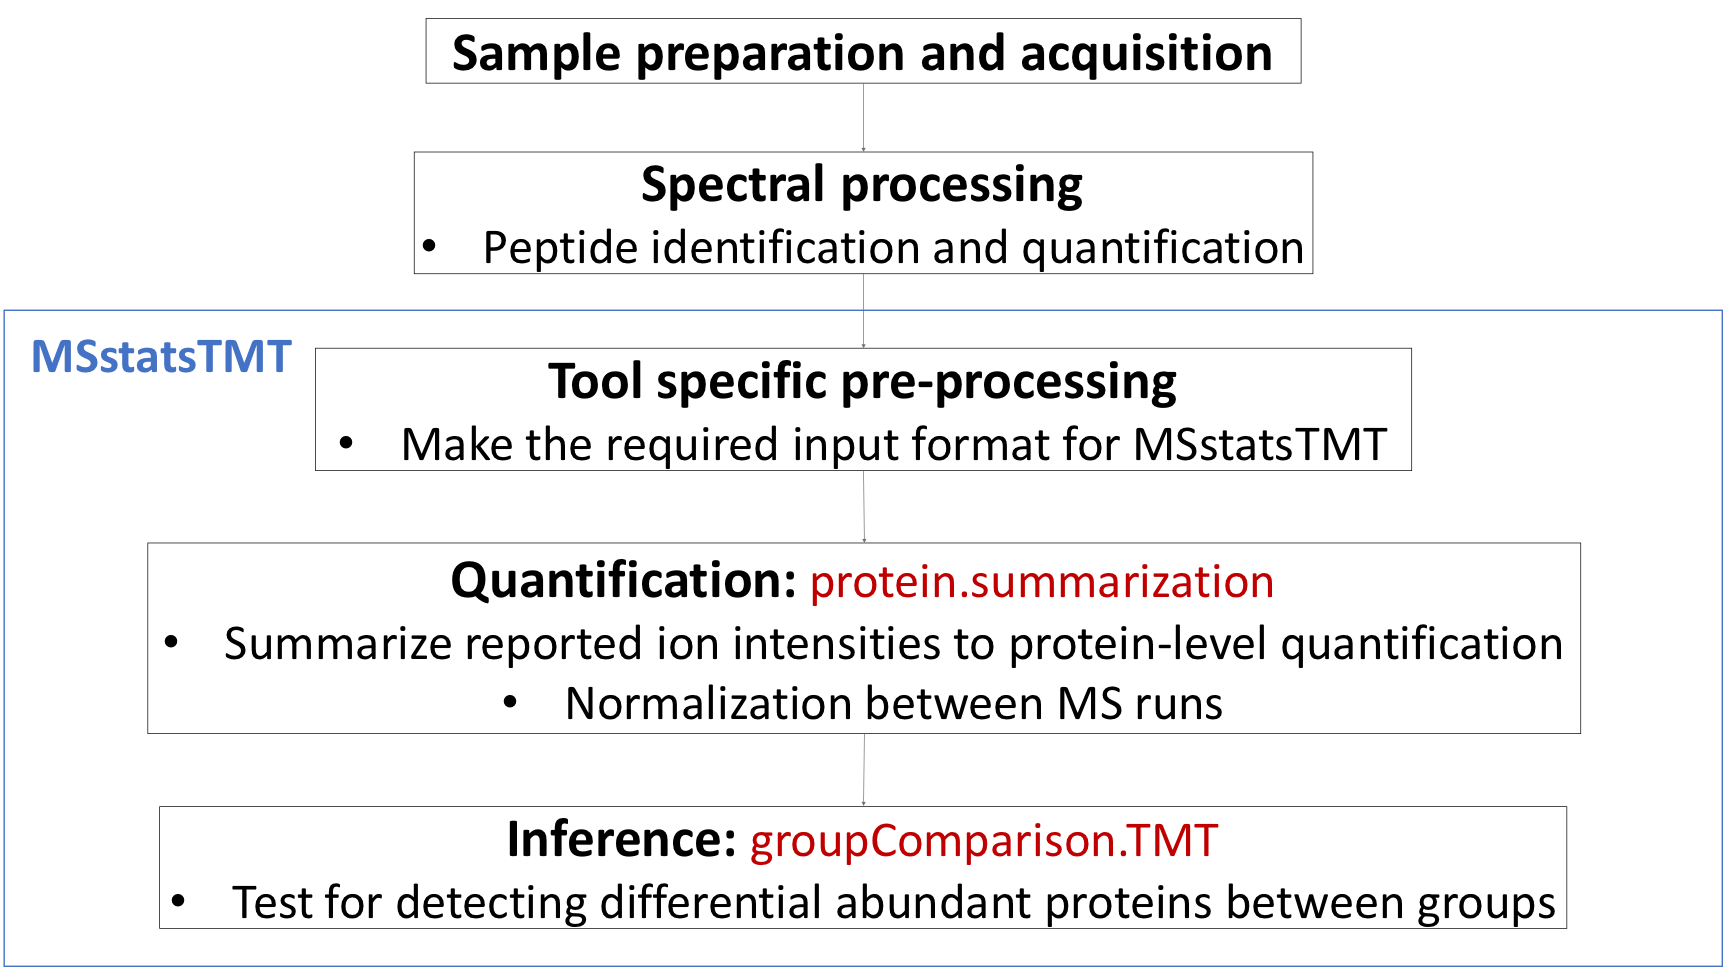 Sample preparation and acquisition
Spectral processing
• Peptide identification and quantification
MSstatsTMT
Tool specific pre-processing
• Make the required input format for MSstatsTMT
Quantification: protein.summarization
• Summarize reported ion intensities to protein-level quantification
• Normalization between MS runs
Inference: groupComparison.TMT
• Test for detecting differential abundant proteins between groups